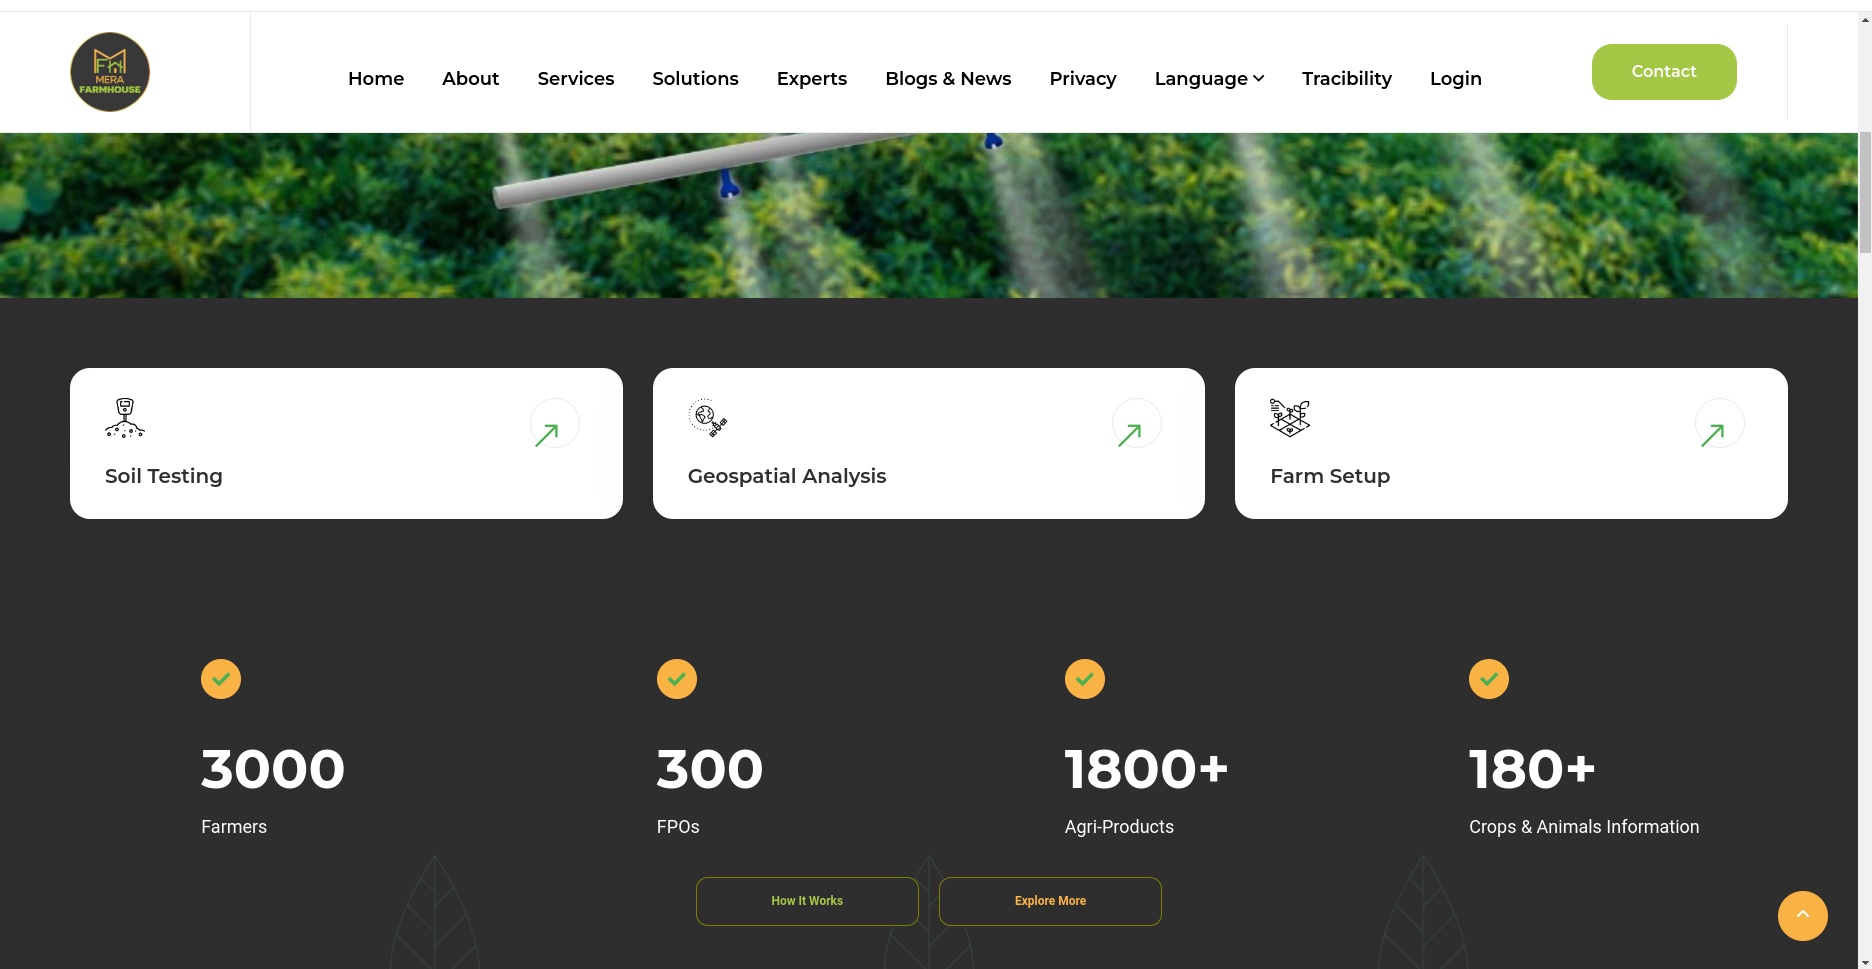 MERA
FARMHOUSE
Home About Services Solutions Experts Blogs & News Privacy Language Tracibility Login Contact
Soil Testing Geospatial Analysis Farm Setup
3000 300 1800+ 180+
Farmers FPOs Agri-Products Crops & Animals Information
How It Works Explore More